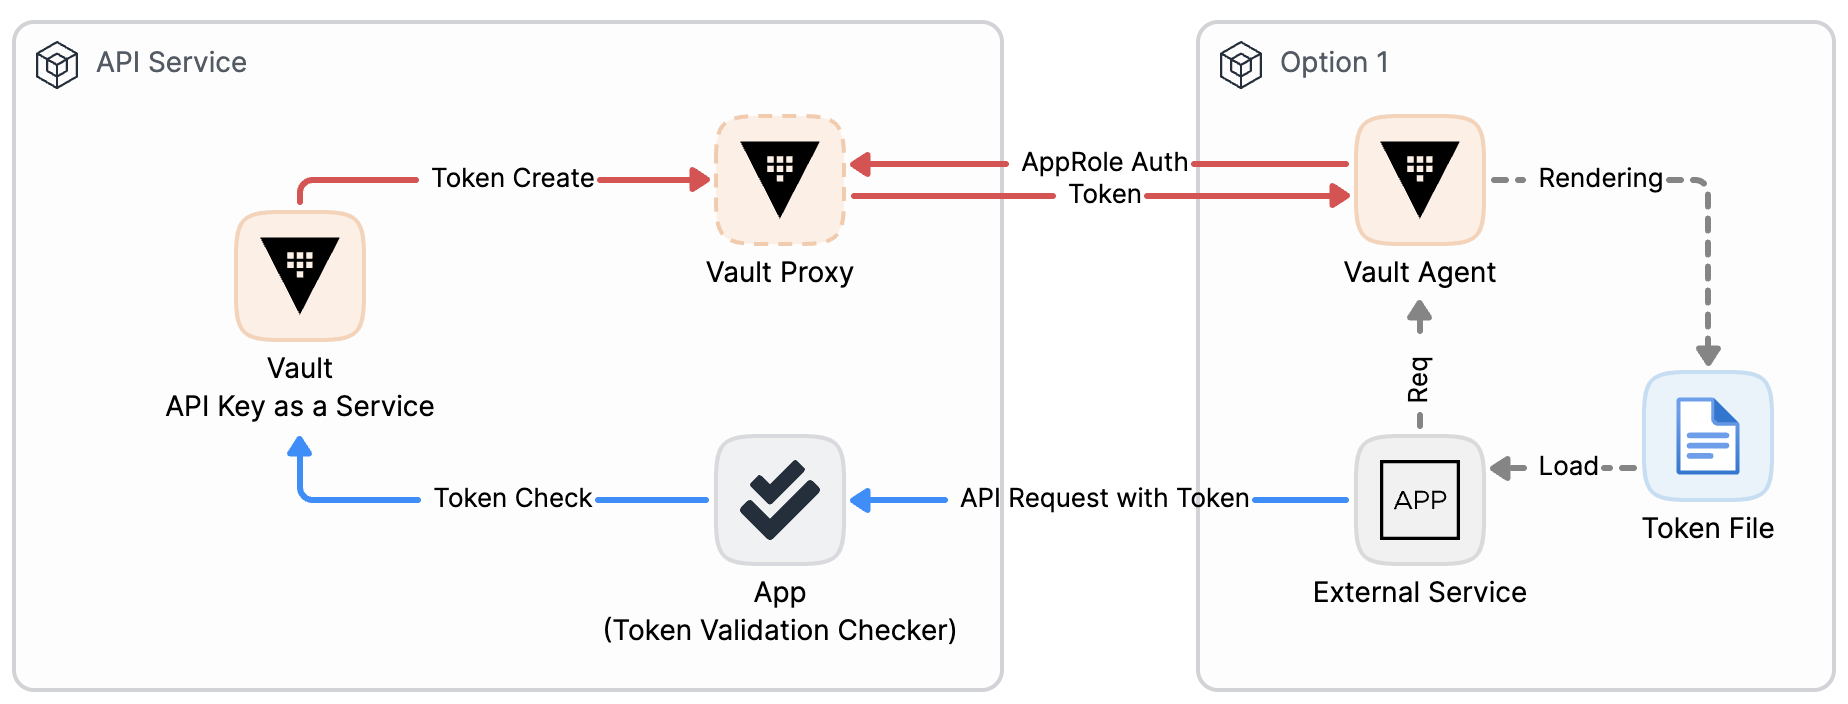 API Service
Option 1
Token Create
AppRole Auth
Token
Rendering
Vault Proxy
Vault Agent
Vault
API Key as a Service
Req
Token Check
API Request with Token
APP
Load
Token File
App
(Token Validation Checker)
External Service